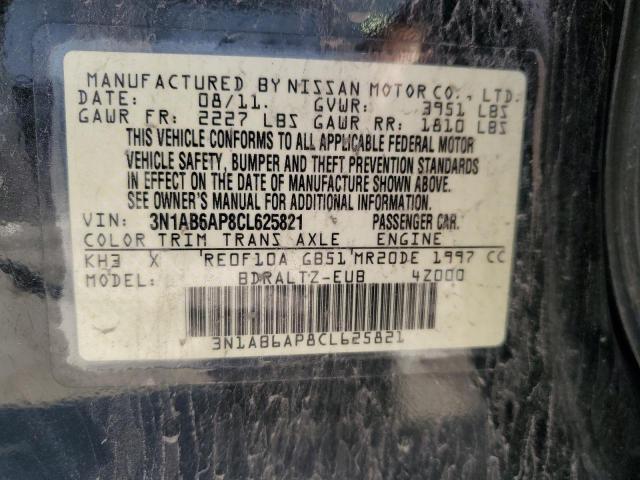 MANUFACTURED BY NISSAN MOTOR CO., LTD.
DATE: 08/11. GVWR: 3951 LBS
GAWR FR: 2227 LBS GAWR RR: 1810 LBS
THIS VEHICLE CONFORMS TO ALL APPLICABLE FEDERAL MOTOR
VEHICLE SAFETY, BUMPER AND THEFT PREVENTION STANDARDS
IN EFFECT ON THE DATE OF MANUFACTURE SHOWN ABOVE.
SEE OWNER'S MANUAL FOR ADDITIONAL INFORMATION.
VIN: 3N1AB6AP8CL625821 PASSENGER CAR.
COLOR TRIM TRANS AXLE ENGINE
KH3 X 'RE0F10A GB51'MR20DE 1997 CC
MODEL: BDRALTZ-EUB 4Z000
3N1AB6AP8CL625821